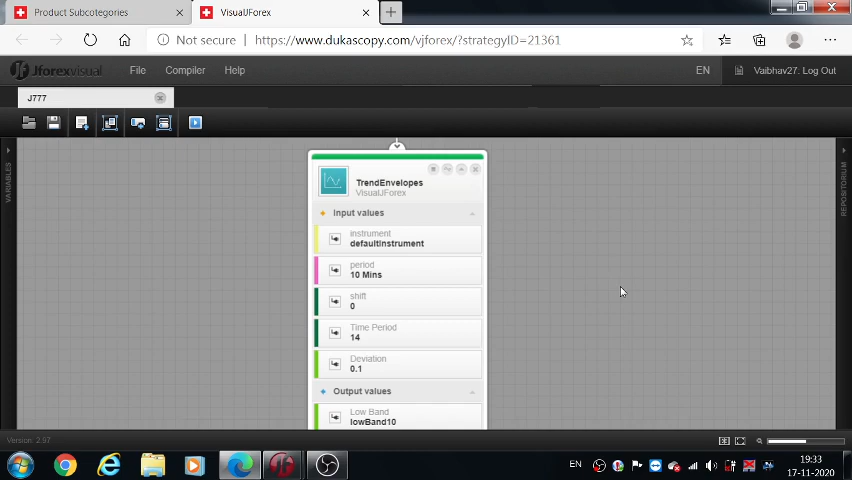 Product Subcategories
VisualJForex
Not secure
https://www.dukascopy.com/vjforex/?strategyID=21361
Jforexvisual
File
Compiler
Help
EN
Vaibhav27: Log Out
J777
VARIABLES
REPOSITORIUM
TrendEnvelopes
VisualJForex
Input values
instrument
defaultInstrument
period
10 Mins
shift
0
Time Period
14
Deviation
0.1
Output values
Low Band
lowBand10
Version: 2.97
EN
19:33
17-11-2020